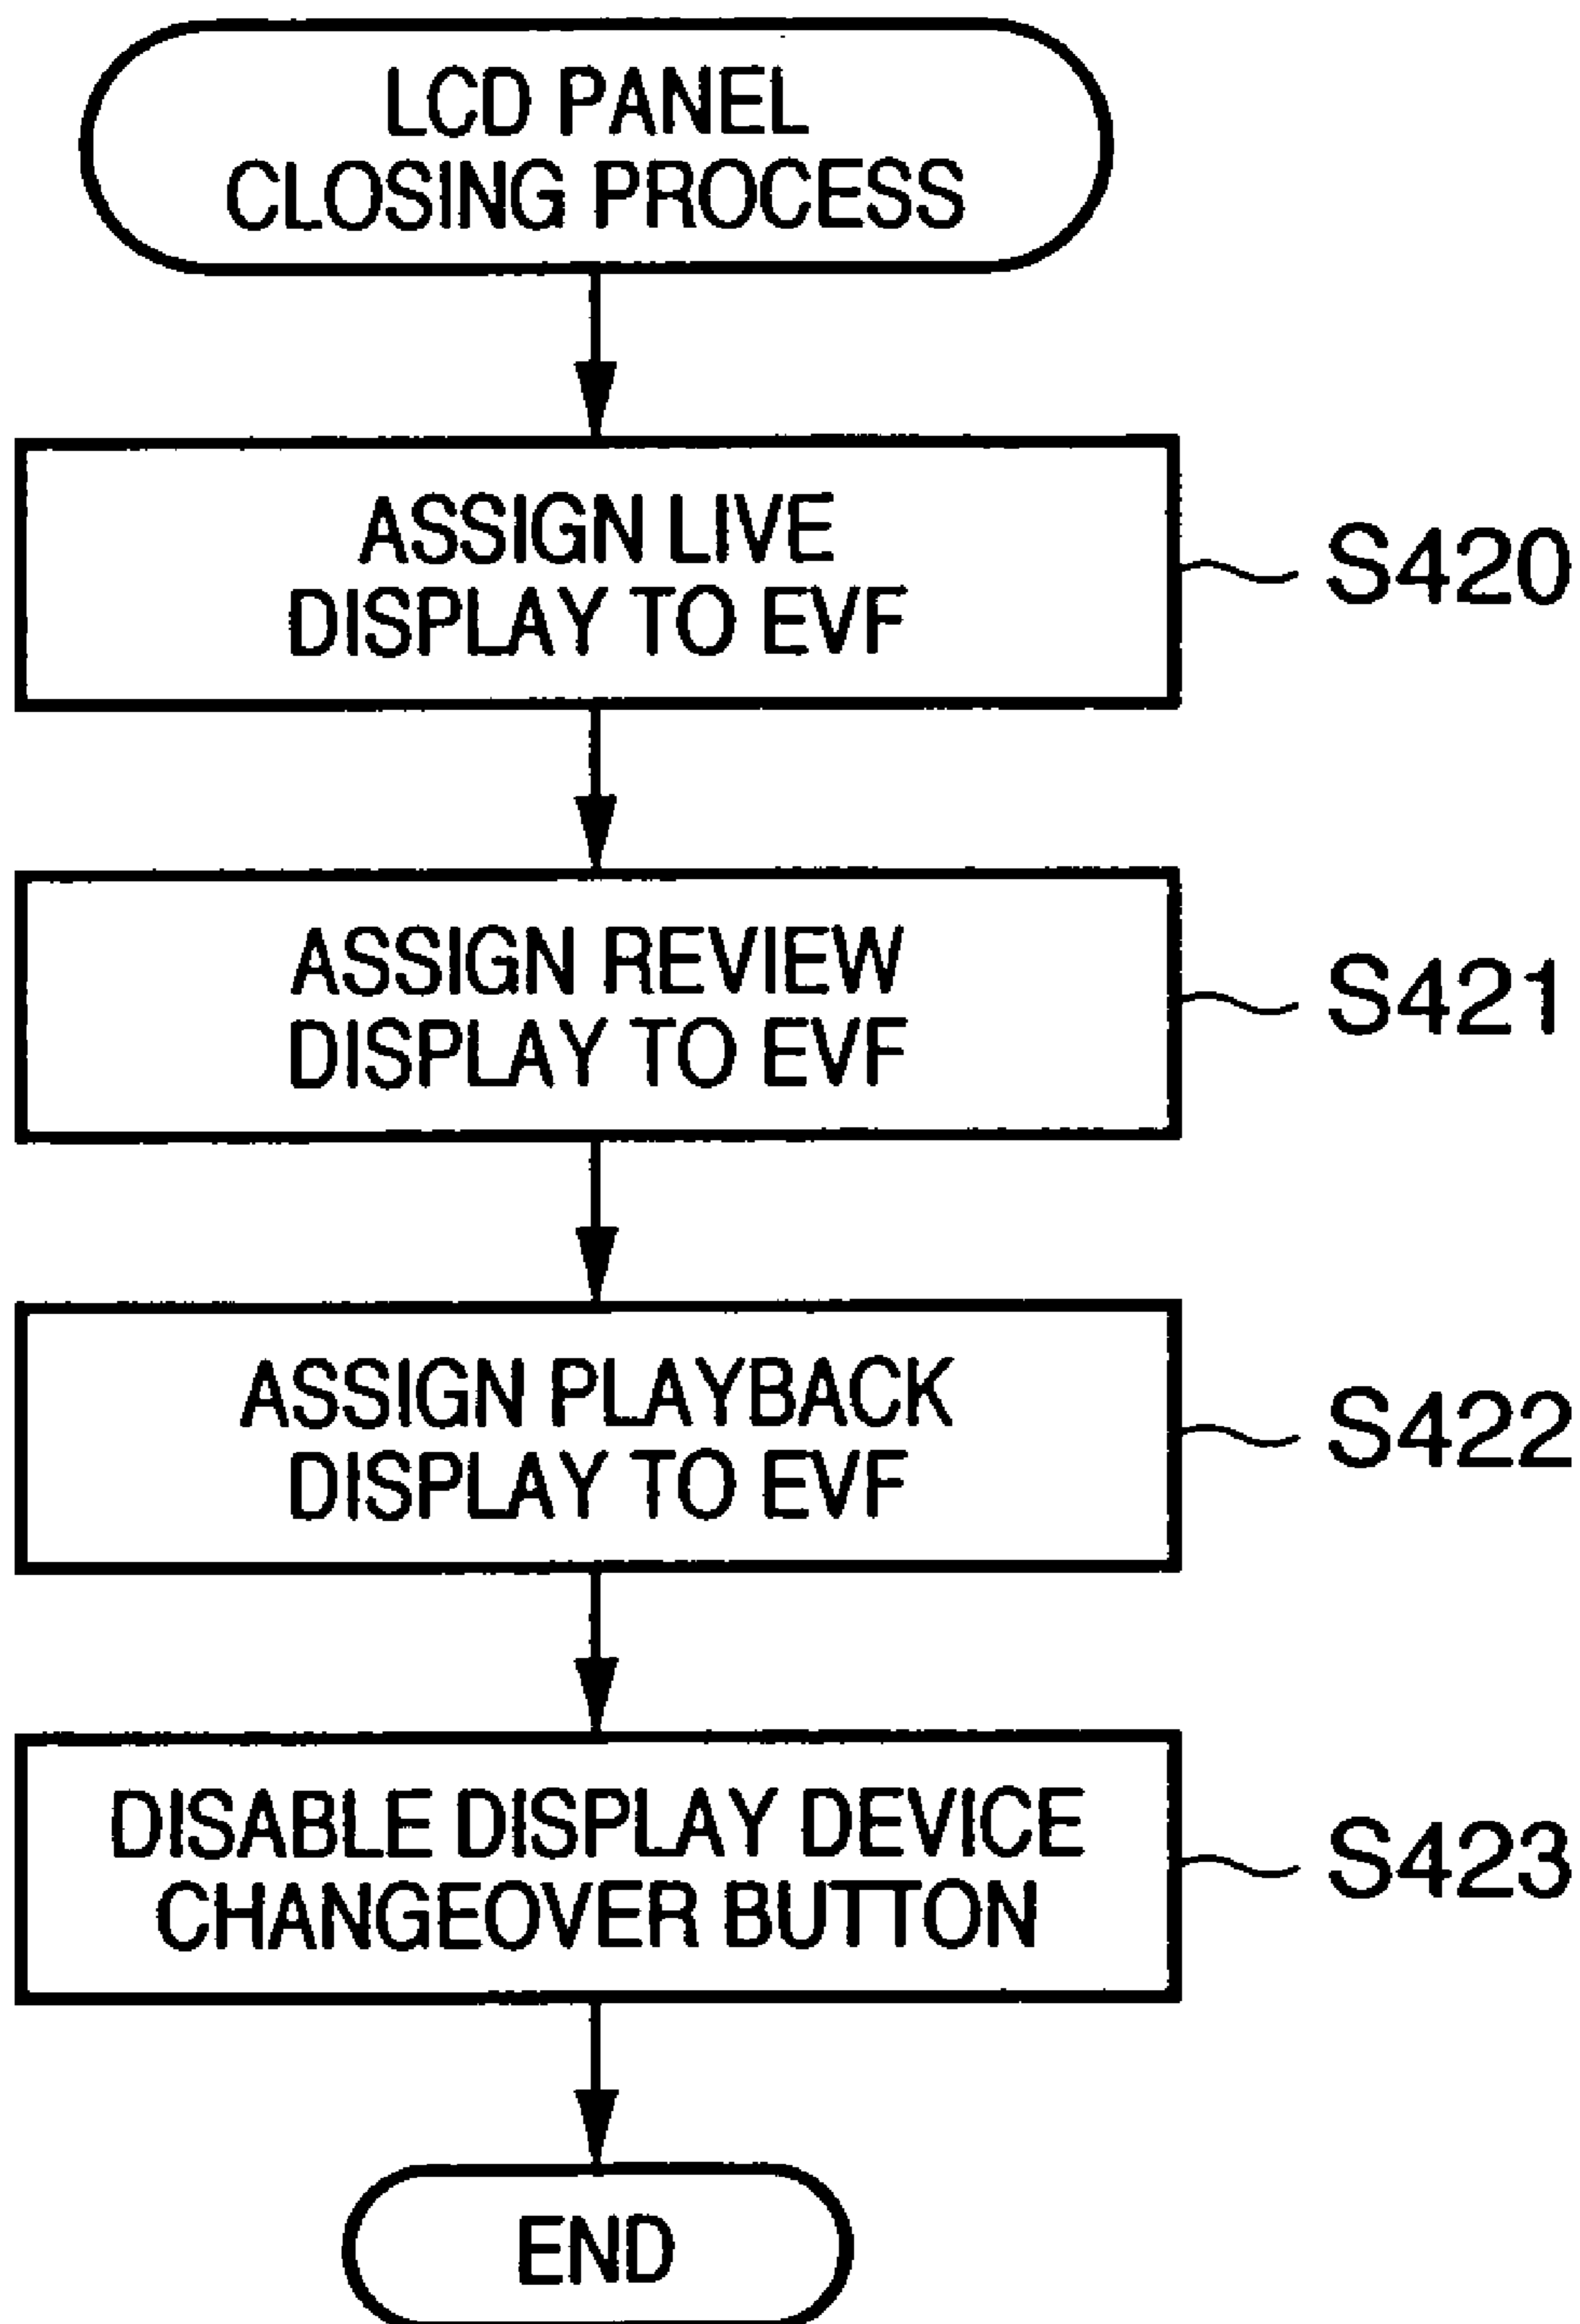 LCD PANEL
CLOSING PROCESS
ASSIGN LIVE
DISPLAY TO EVF
S420
ASSIGN REVIEW
DISPLAY TO EVF
S421
ASSIGN PLAYBACK
DISPLAY TO EVF
S422
DISABLE DISPLAY DEVICE
CHANGEOVER BUTTON
S423
END